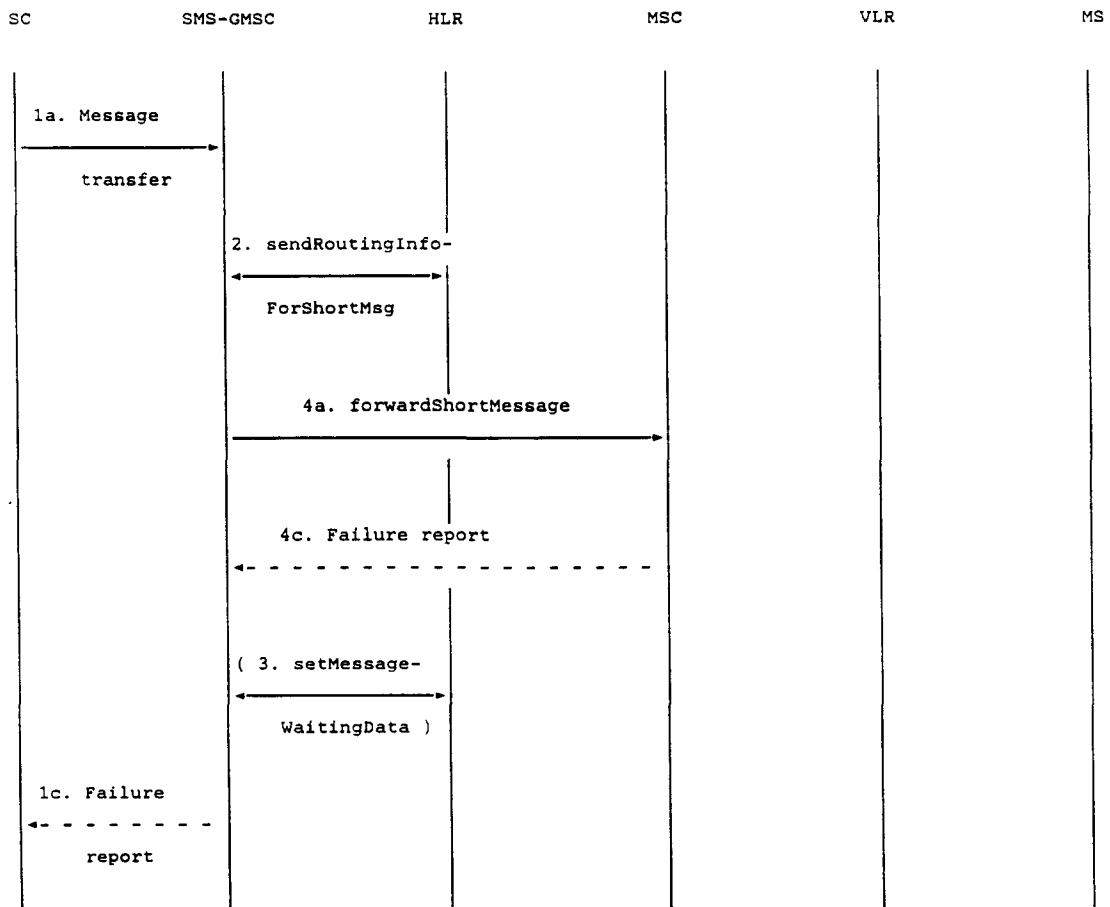 SC SMS-GMSC HLR MSC VLR MS
1a. Message
transfer
2. sendRoutingInfo-
ForShortMsg
4a. forwardShortMessage
4c. Failure report
( 3. setMessage-
WaitingData )
1c. Failure
report